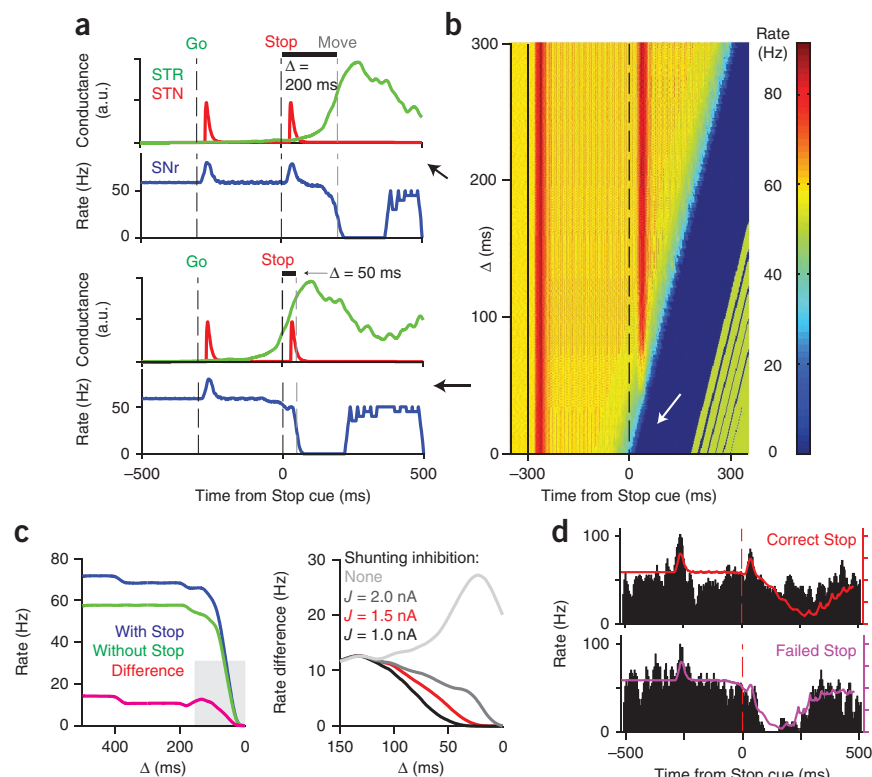 a
Go Stop Move
STR
STN
Δ =
200 ms
Conductance
(a.u.)
SNr
Rate (Hz)
50
0
Go Stop
Δ = 50 ms
Conductance
(a.u.)
Rate (Hz)
50
0
–500 0 500
Time from Stop cue (ms)
b
Rate
(Hz)
300
200
100
0
Δ (ms)
–300 0 300
Time from Stop cue (ms)
80
60
40
20
0
c
80
60
40
20
0
Rate (Hz)
With Stop
Without Stop
Difference
400 200 0
Δ (ms)
30
20
10
0
Rate difference (Hz)
Shunting inhibition:
None
J = 2.0 nA
J = 1.5 nA
J = 1.0 nA
150 100 50 0
Δ (ms)
d
100
0
Rate (Hz)
Correct Stop
100
0
Failed Stop
–500 0 500
Time from Stop cue (ms)